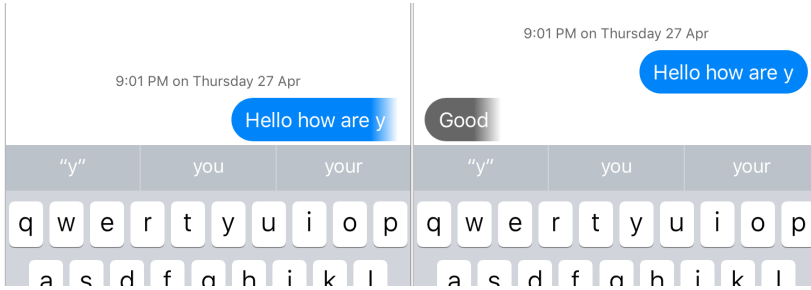 9:01 PM on Thursday 27 Apr
Hello how are y
“y” you your
q w e r t y u i o p
a s d f g h j k l
9:01 PM on Thursday 27 Apr
Hello how are y
Good
“y” you your
q w e r t y u i o p
a s d f g h j k l